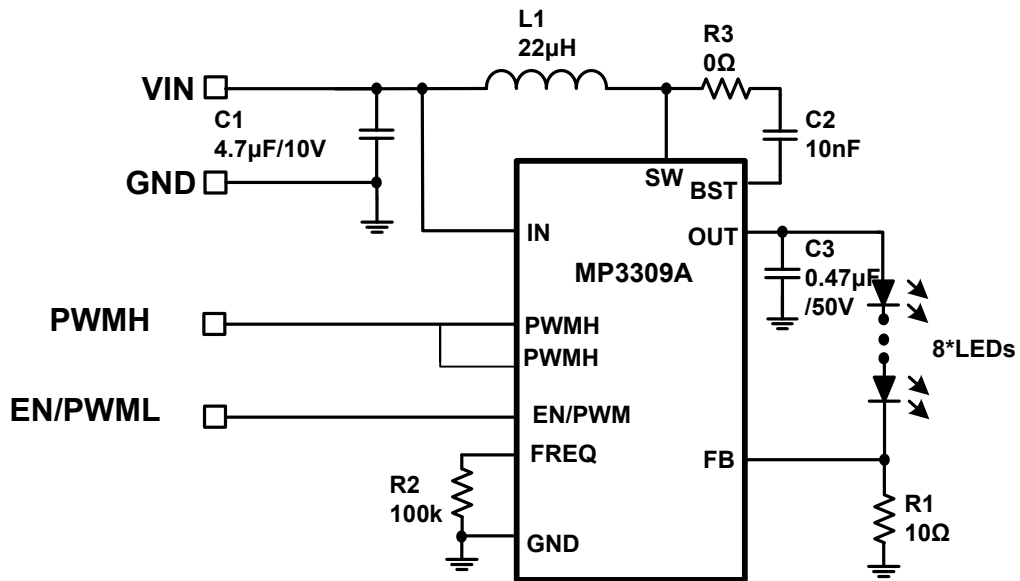 L1
22µH
R3
0Ω
VIN
C1
4.7µF/10V
C2
10nF
GND
SW
BST
IN
OUT
MP3309A
C3
0.47µF
/50V
PWMH
PWMH
PWMH
8*LEDs
EN/PWML
EN/PWM
FREQ
FB
R2
100k
R1
10Ω
GND